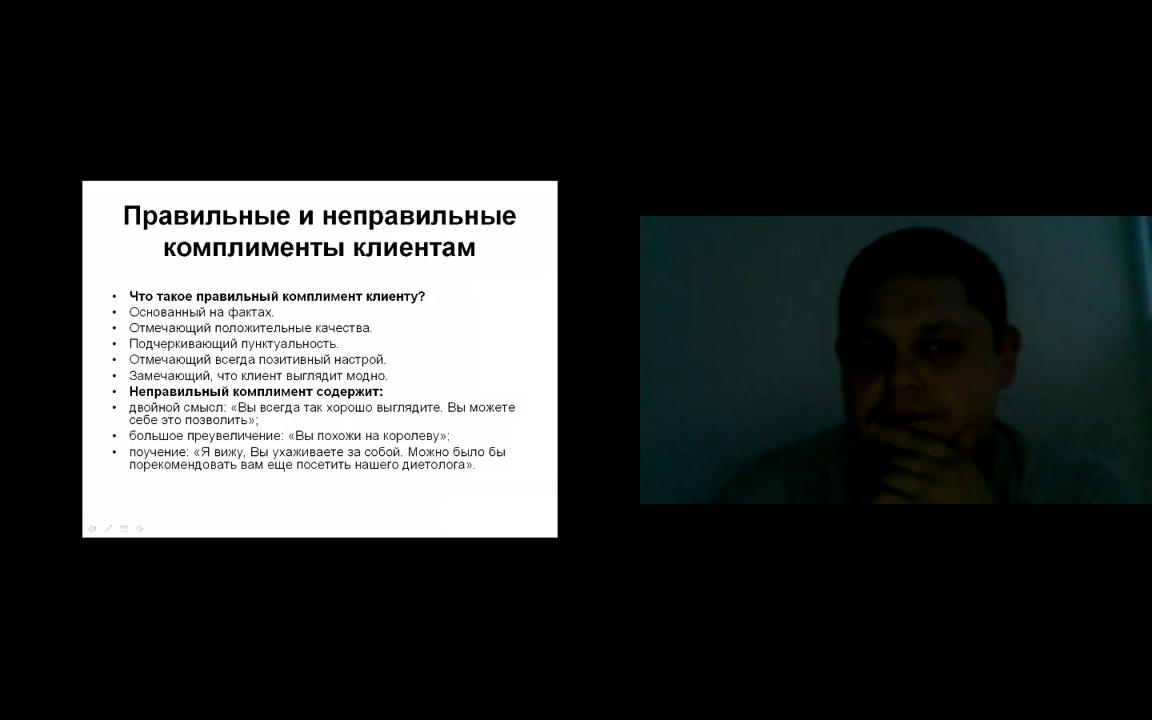 Правильные и неправильные
комплименты клиентам
• Что такое правильный комплимент клиенту?
• Основанный на фактах.
• Отмечающий положительные качества.
• Подчеркивающий пунктуальность.
• Отмечающий всегда позитивный настрой.
• Замечающий, что клиент выглядит модно.
• Неправильный комплимент содержит:
• двойной смысл: «Вы всегда так хорошо выглядите. Вы можете
себе это позволить»;
• большое преувеличение: «Вы похожи на королеву»;
• поучение: «Я вижу, Вы ухаживаете за собой. Можно было бы
порекомендовать вам еще посетить нашего диетолога».